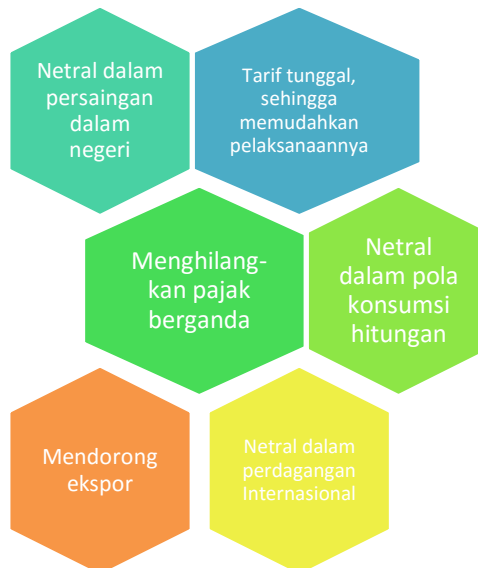 Netral dalam
persaingan
dalam
negeri
Tarif tunggal,
sehingga
memudahkan
pelaksanaannya
Menghilang-
kan pajak
berganda
Netral
dalam pola
konsumsi
hitungan
Mendorong
ekspor
Netral dalam
perdagangan
Internasional